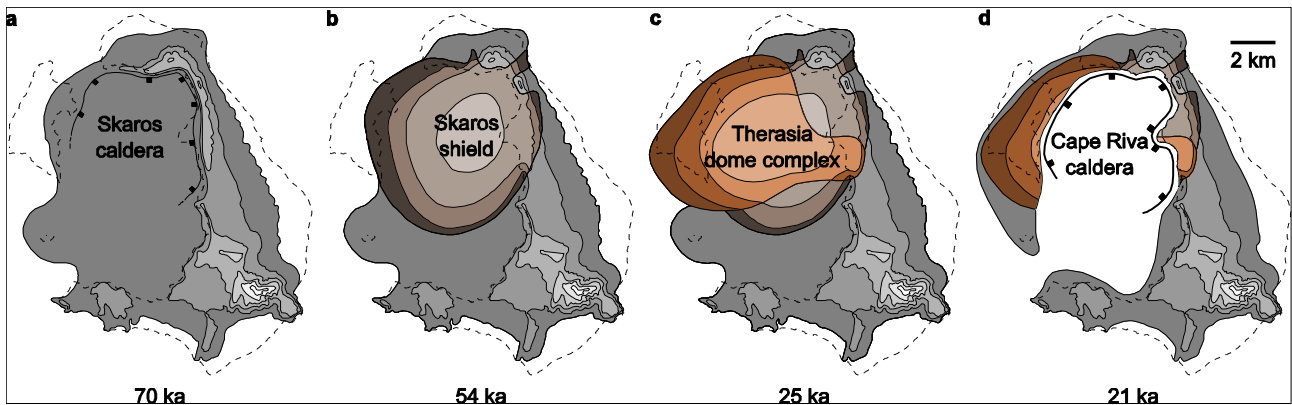 a
b
c
d
2 km
Skaros
caldera
Skaros
shield
Therasia
dome complex
Cape Riva
caldera
70 ka
54 ka
25 ka
21 ka